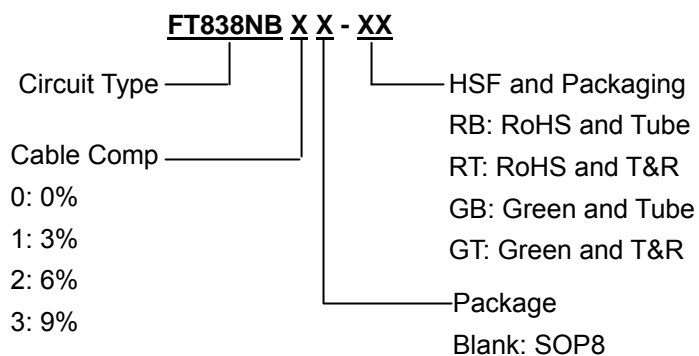 FT838NB X X - XX
Circuit Type
Cable Comp
0: 0%
1: 3%
2: 6%
3: 9%
HSF and Packaging
RB: RoHS and Tube
RT: RoHS and T&R
GB: Green and Tube
GT: Green and T&R
Package
Blank: SOP8